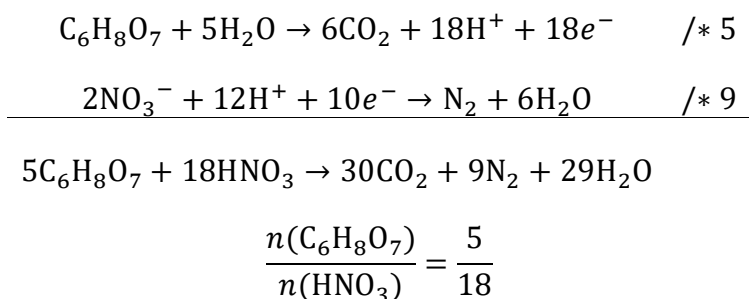 C₆H₈O₇ + 5H₂O → 6CO₂ + 18H⁺ + 18e⁻ /∗ 5
2NO₃⁻ + 12H⁺ + 10e⁻ → N₂ + 6H₂O /∗ 9
5C₆H₈O₇ + 18HNO₃ → 30CO₂ + 9N₂ + 29H₂O
n(C₆H₈O₇) / n(HNO₃) = 5 / 18